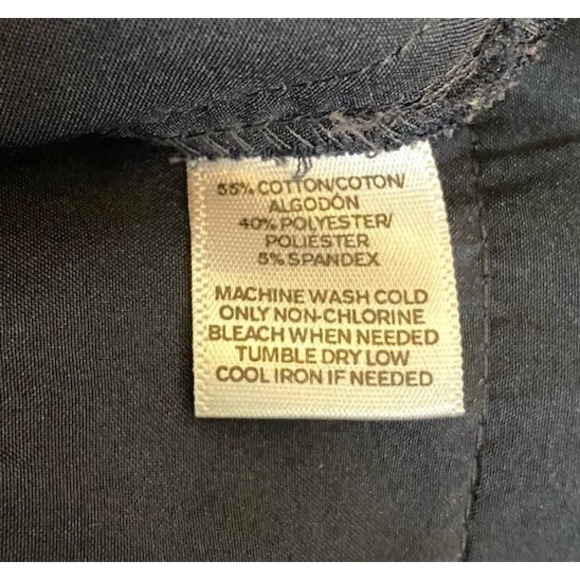 55% COTTON/COTON/
ALGODÓN
40% POLYESTER/
POLIESTER
5% SPANDEX
MACHINE WASH COLD
ONLY NON-CHLORINE
BLEACH WHEN NEEDED
TUMBLE DRY LOW
COOL IRON IF NEEDED